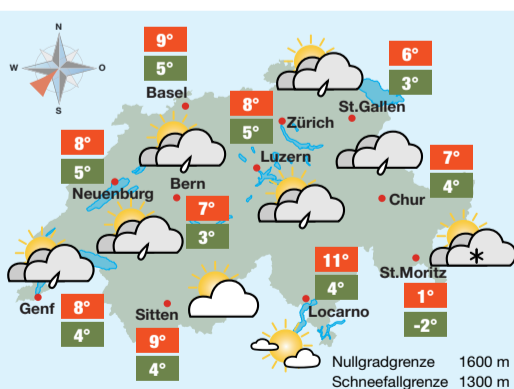 N
W
O
S
9°
5°
Basel
6°
3°
St.Gallen
8°
5°
Zürich
8°
5°
Neuenburg
Luzern
Bern
7°
3°
7°
4°
Chur
St.Moritz
1°
-2°
11°
4°
Locarno
Genf
8°
4°
Sitten
9°
4°
Nullgradgrenze 1600 m
Schneefallgrenze 1300 m